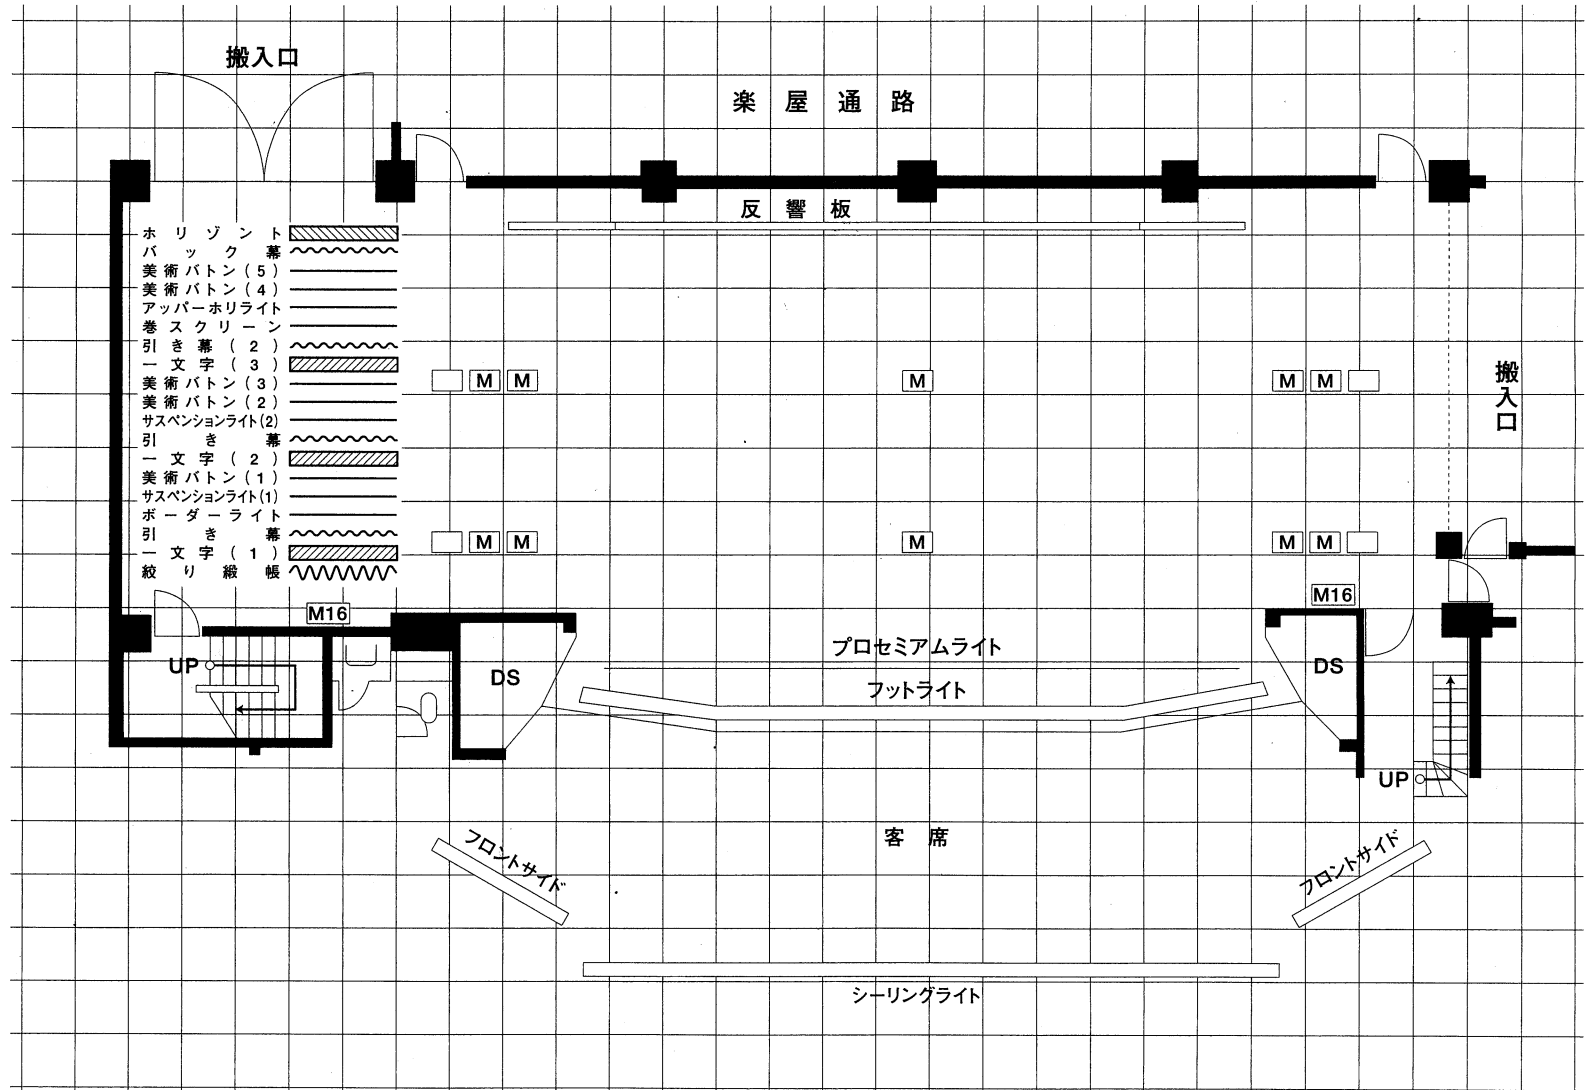 搬入口
楽屋通路
反響板
ホリゾント
バック幕
美術バトン(5)
美術バトン(4)
アッパーホリライト
巻スクリーン
引き幕(2)
一文字(3)
美術バトン(3)
美術バトン(2)
サスペンションライト(2)
引き幕
一文字(2)
美術バトン(1)
サスペンションライト(1)
ボーダーライト
引き幕
一文字(1)
絞り緞帳
M M M M M
搬入口
M M M M M
M16
M16
UP
DS
プロセミアムライト
フットライト
DS
UP
客席
フロントサイド
フロントサイド
シーリングライト